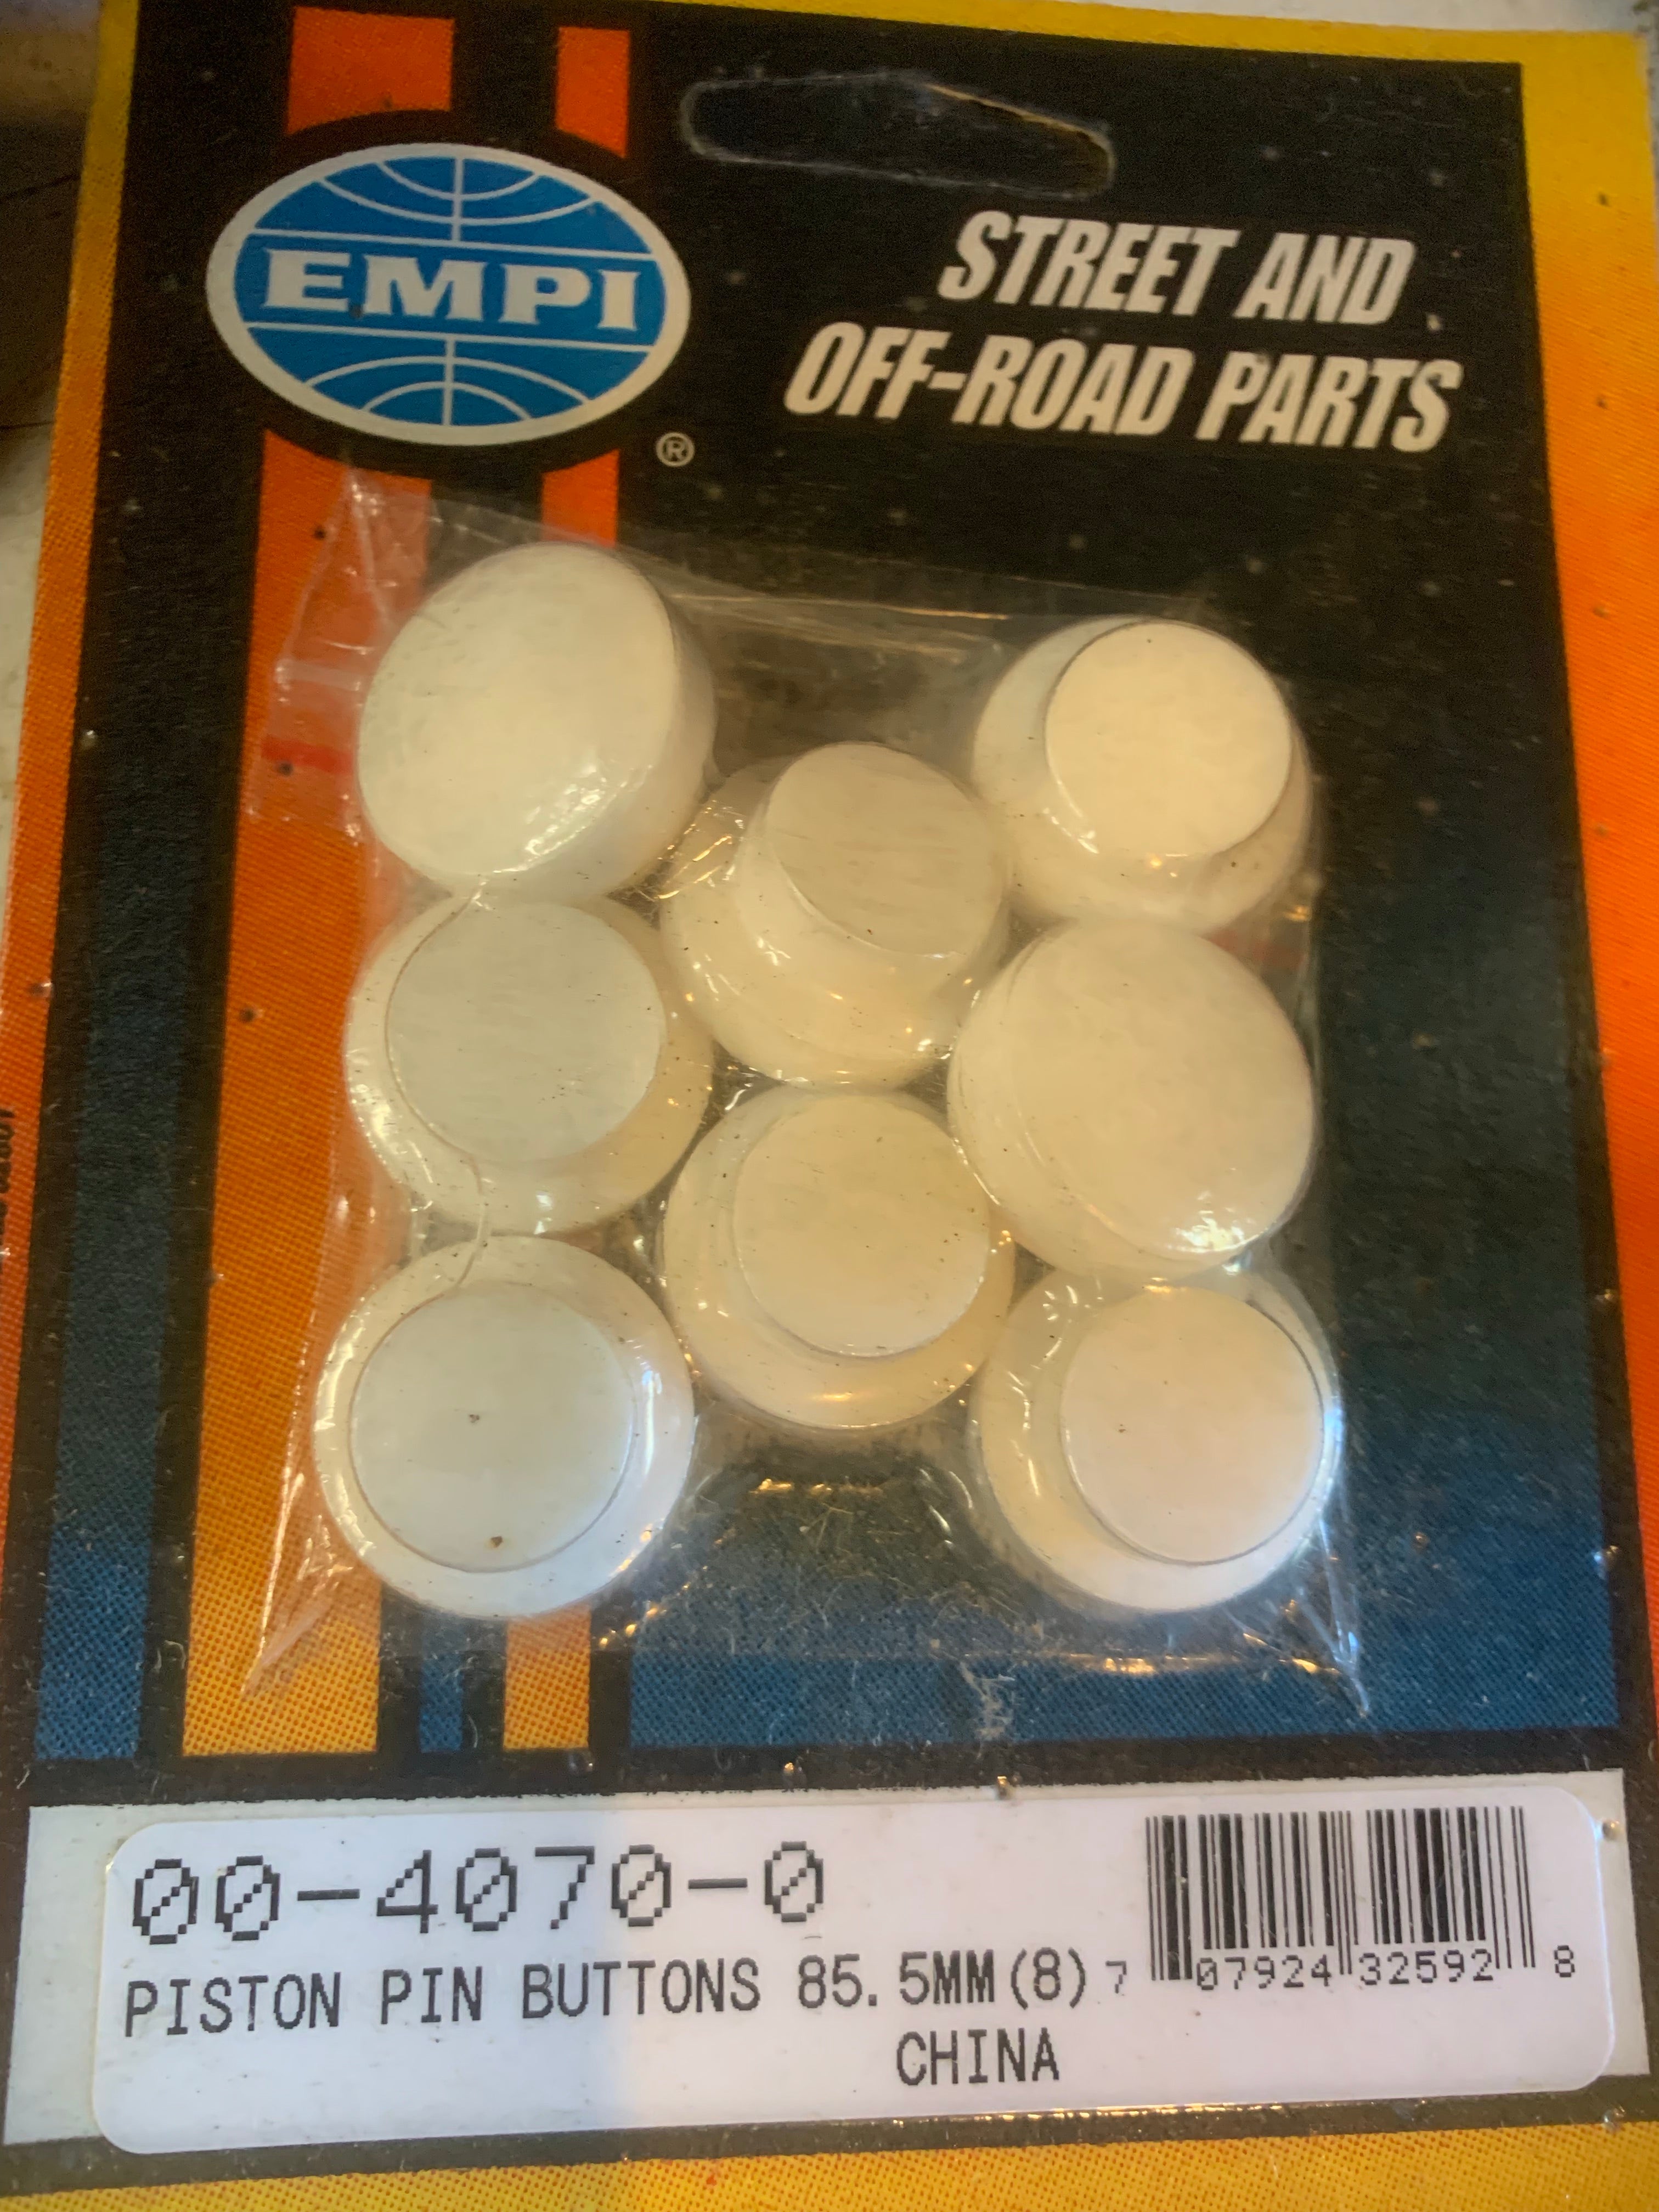 EMPI
®
STREET AND
OFF-ROAD PARTS
00-4070-0
PISTON PIN BUTTONS 85.5MM(8)
CHINA
7 07924 32592 8